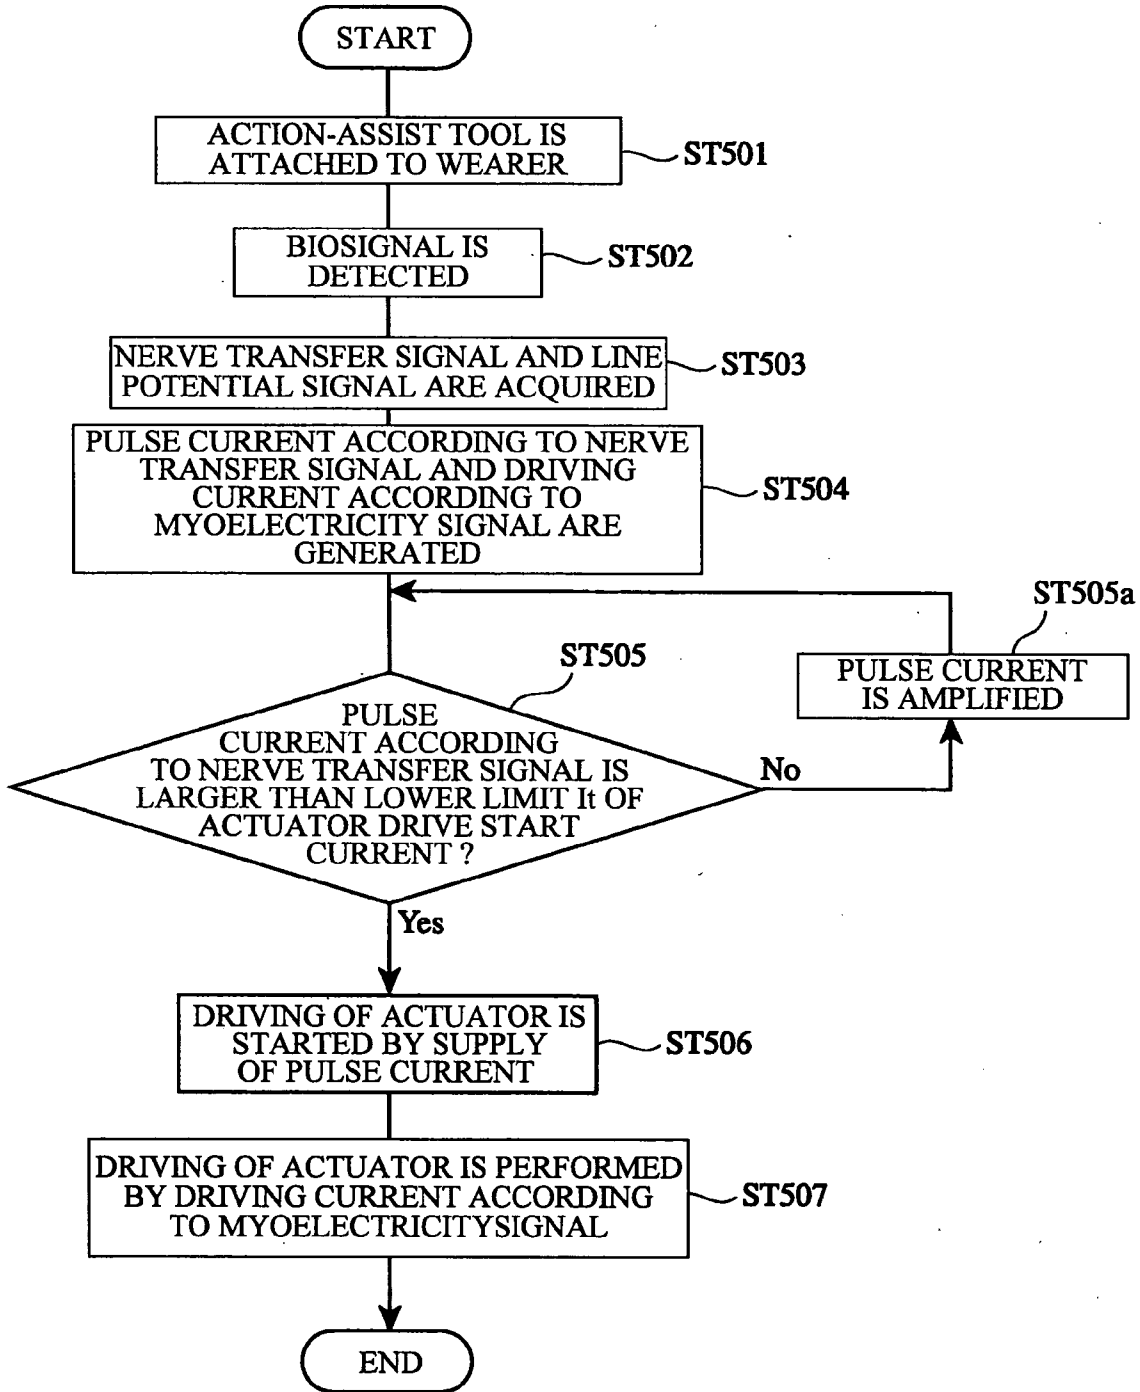 START
ACTION-ASSIST TOOL IS
ATTACHED TO WEARER
ST501
BIOSIGNAL IS
DETECTED
ST502
NERVE TRANSFER SIGNAL AND LINE
POTENTIAL SIGNAL ARE ACQUIRED
ST503
PULSE CURRENT ACCORDING TO NERVE
TRANSFER SIGNAL AND DRIVING
CURRENT ACCORDING TO
MYOELECTRICITY SIGNAL ARE
GENERATED
ST504
ST505a
PULSE CURRENT
IS AMPLIFIED
ST505
PULSE
CURRENT ACCORDING
TO NERVE TRANSFER SIGNAL IS
LARGER THAN LOWER LIMIT It OF
ACTUATOR DRIVE START
CURRENT ?
No
Yes
DRIVING OF ACTUATOR IS
STARTED BY SUPPLY
OF PULSE CURRENT
ST506
DRIVING OF ACTUATOR IS PERFORMED
BY DRIVING CURRENT ACCORDING
TO MYOELECTRICITYSIGNAL
ST507
END